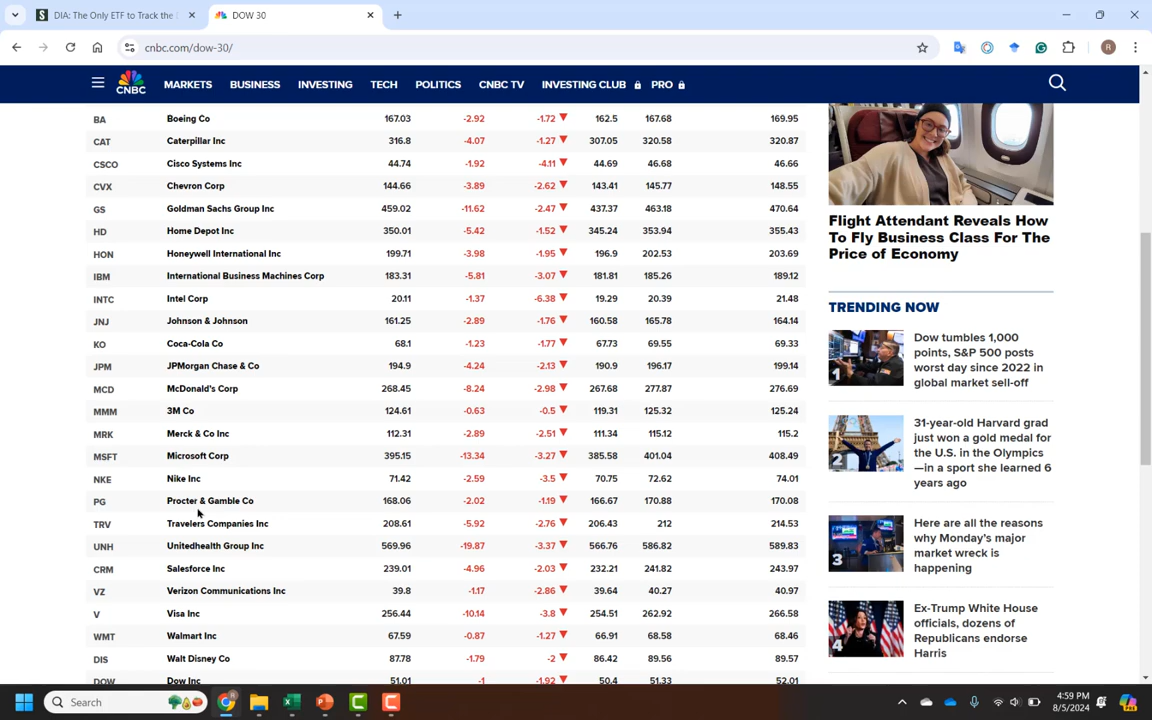 DIA: The Only ETF to Track the
DOW 30
cnbc.com/dow-30/
R
CNBC
MARKETS BUSINESS INVESTING TECH POLITICS CNBC TV INVESTING CLUB PRO
BA Boeing Co 167.03 -2.92 -1.72 162.5 167.68 169.95
CAT Caterpillar Inc 316.8 -4.07 -1.27 307.05 320.58 320.87
CSCO Cisco Systems Inc 44.74 -1.92 -4.11 44.69 46.68 46.66
CVX Chevron Corp 144.66 -3.89 -2.62 143.41 145.77 148.55
GS Goldman Sachs Group Inc 459.02 -11.62 -2.47 437.37 463.18 470.64
HD Home Depot Inc 350.01 -5.42 -1.52 345.24 353.94 355.43
HON Honeywell International Inc 199.71 -3.98 -1.95 196.9 202.53 203.69
IBM International Business Machines Corp 183.31 -5.81 -3.07 181.81 185.26 189.12
INTC Intel Corp 20.11 -1.37 -6.38 19.29 20.39 21.48
JNJ Johnson & Johnson 161.25 -2.89 -1.76 160.58 165.78 164.14
KO Coca-Cola Co 68.1 -1.23 -1.77 67.73 69.55 69.33
JPM JPMorgan Chase & Co 194.9 -4.24 -2.13 190.9 196.17 199.14
MCD McDonald's Corp 268.45 -8.24 -2.98 267.68 277.87 276.69
MMM 3M Co 124.61 -0.63 -0.5 119.31 125.32 125.24
MRK Merck & Co Inc 112.31 -2.89 -2.51 111.34 115.12 115.2
MSFT Microsoft Corp 395.15 -13.34 -3.27 385.58 401.04 408.49
NKE Nike Inc 71.42 -2.59 -3.5 70.75 72.64 74.01
PG Procter & Gamble Co 168.06 -2.02 -1.19 166.67 170.88 170.08
TRV Travelers Companies Inc 208.61 -5.92 -2.76 206.43 212 214.53
UNH Unitedhealth Group Inc 569.96 -19.87 -3.37 566.76 586.82 589.83
CRM Salesforce Inc 239.01 -4.96 -2.03 232.21 241.82 243.97
VZ Verizon Communications Inc 39.8 -1.17 -2.86 39.64 40.27 40.97
V Visa Inc 256.44 -10.14 -3.8 254.51 262.92 266.58
WMT Walmart Inc 67.59 -0.87 -1.27 66.91 68.58 68.46
DIS Walt Disney Co 87.78 -1.79 -2 86.42 89.56 89.57
DOW Dow Inc 51.01 -1 -1.92 50.4 51.33 52.01
Flight Attendant Reveals How
To Fly Business Class For The
Price of Economy
TRENDING NOW
1
Dow tumbles 1,000
points, S&P 500 posts
worst day since 2022 in
global market sell-off
2
31-year-old Harvard grad
just won a gold medal for
the U.S. in the Olympics
—in a sport she learned 6
years ago
3
Here are all the reasons
why Monday's major
market wreck is
happening
4
Ex-Trump White House
officials, dozens of
Republicans endorse
Harris
Search
4:59 PM
8/5/2024